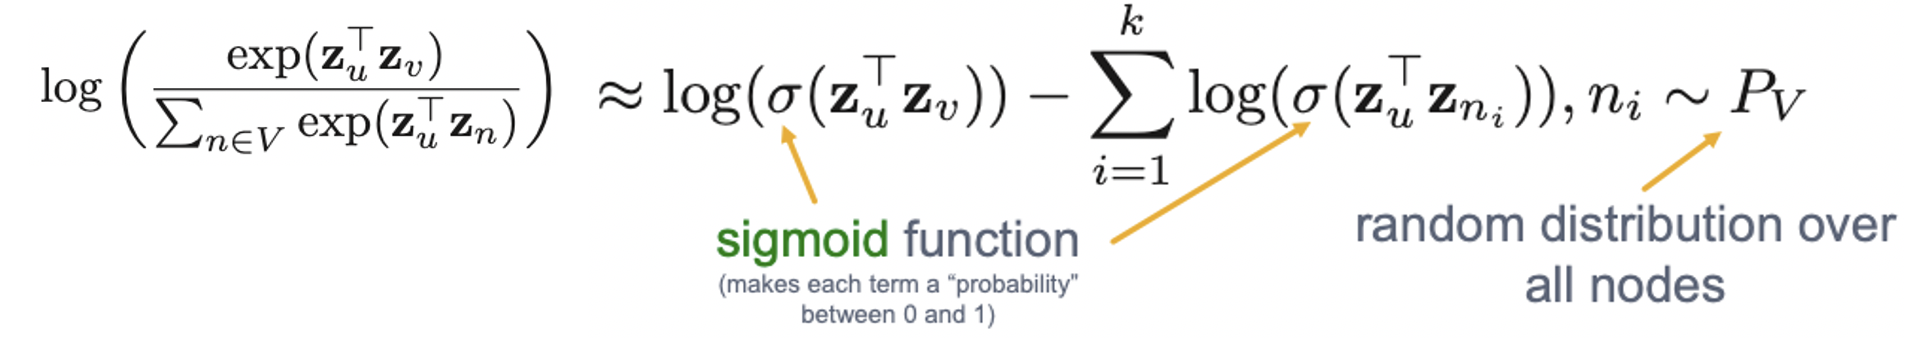 log(exp(z_u^⊤ z_v) / ∑_{n∈V} exp(z_u^⊤ z_n)) ≈ log(σ(z_u^⊤ z_v)) − ∑_{i=1}^{k} log(σ(z_u^⊤ z_{n_i})), n_i ∼ P_V
sigmoid function
(makes each term a “probability"
between 0 and 1)
random distribution over
all nodes